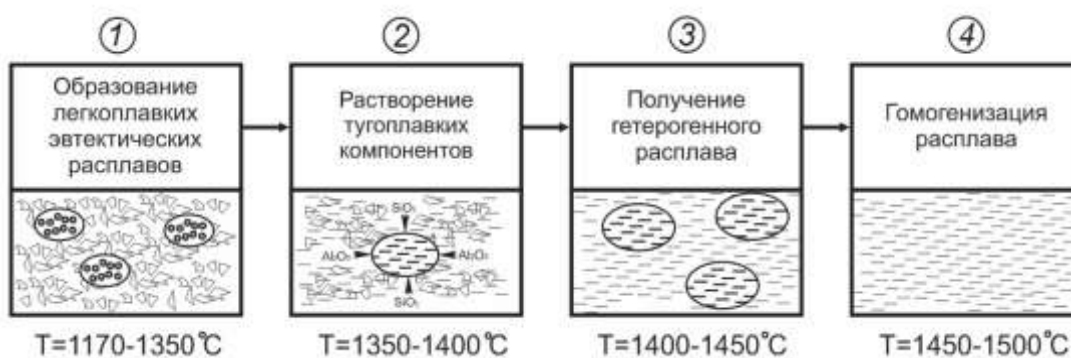 1
2
3
4
Образование
легкоплавких
эвтектических
расплавов
Растворение
тугоплавких
компонентов
Получение
гетерогенного
расплава
Гомогенизация
расплава
SiO₂
Al₂O₃
Al₂O₃
SiO₂
T=1170-1350℃
T=1350-1400℃
T=1400-1450℃
T=1450-1500℃